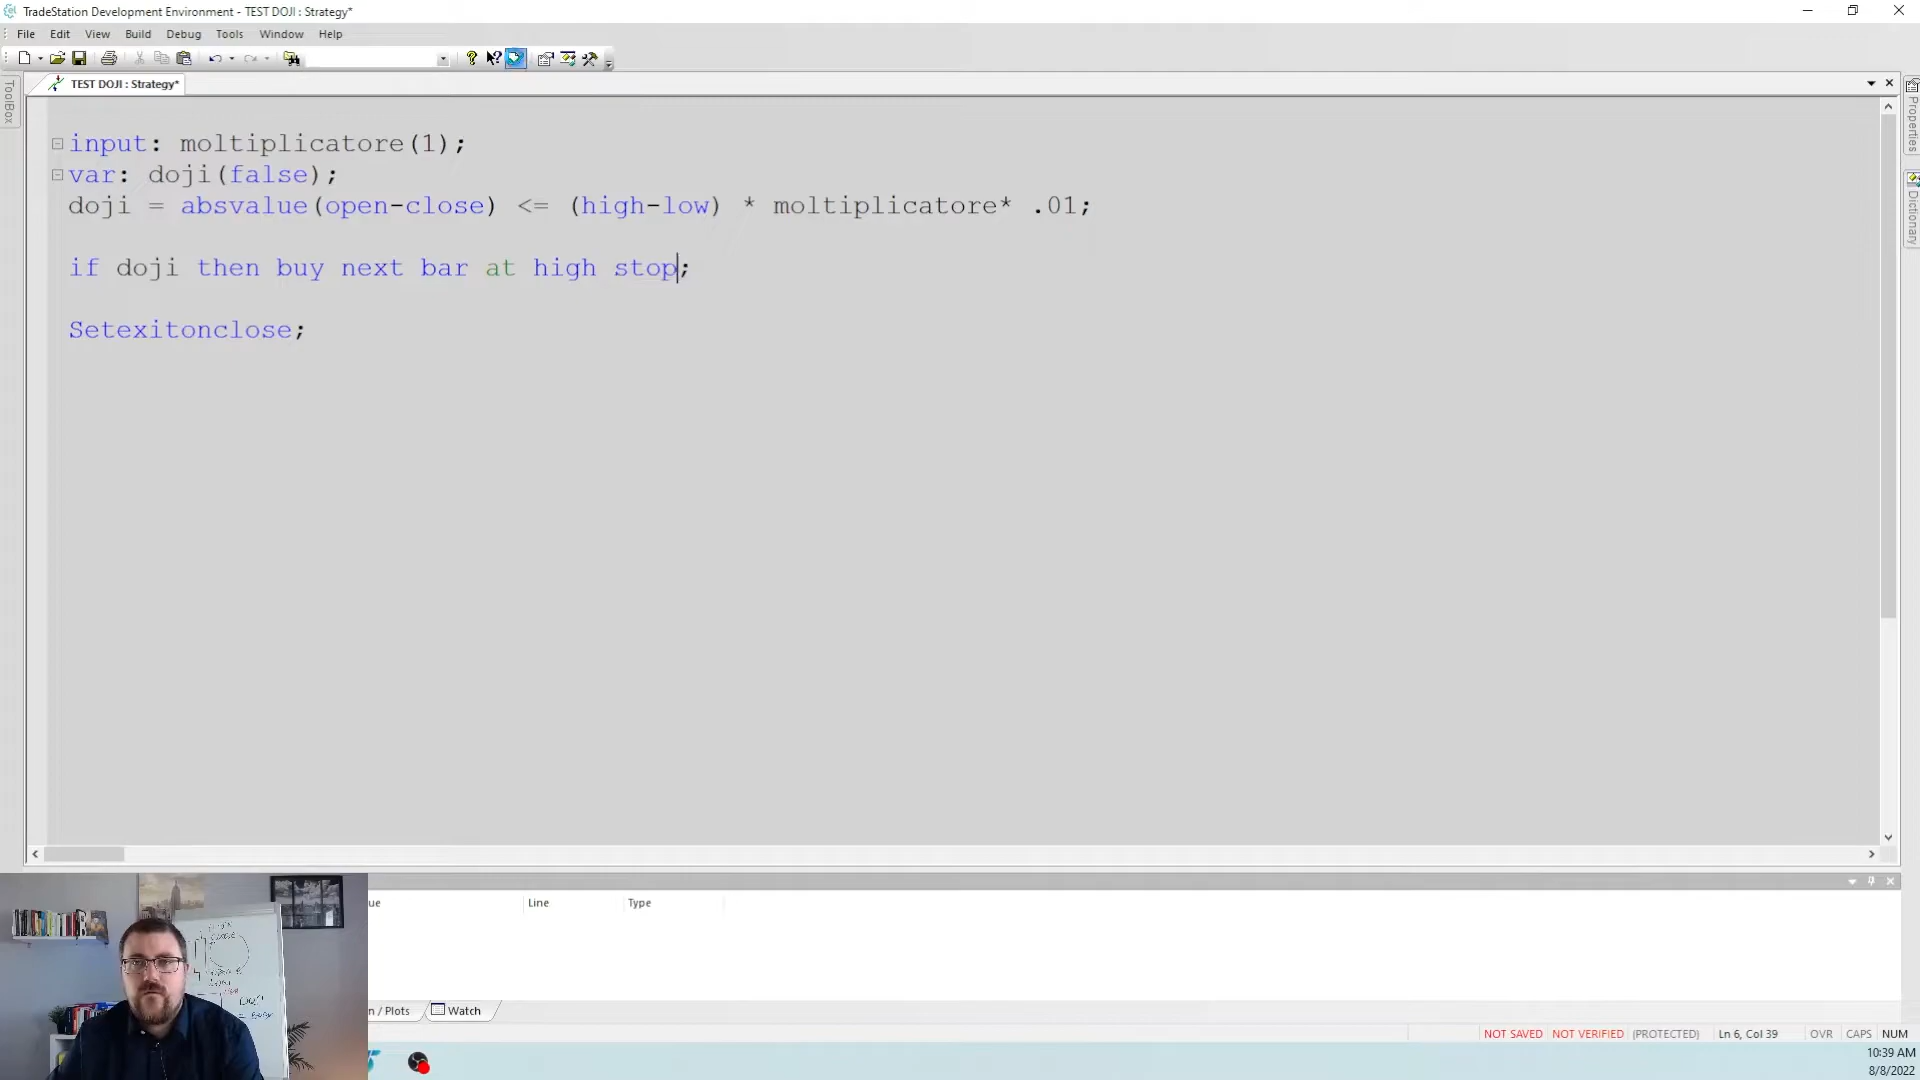 TradeStation Development Environment - TEST DOJI : Strategy*
File Edit View Build Debug Tools Window Help
TEST DOJI : Strategy*
ToolBox
Properties
Dictionary
input: moltiplicatore(1);
var: doji(false);
doji = absvalue(open-close) <= (high-low) * moltiplicatore* .01;
if doji then buy next bar at high stop;
Setexitonclose;
ue Line Type
n / Plots Watch
NOT SAVED NOT VERIFIED (PROTECTED) Ln 6, Col 39 OVR CAPS NUM
10:39 AM
8/8/2022